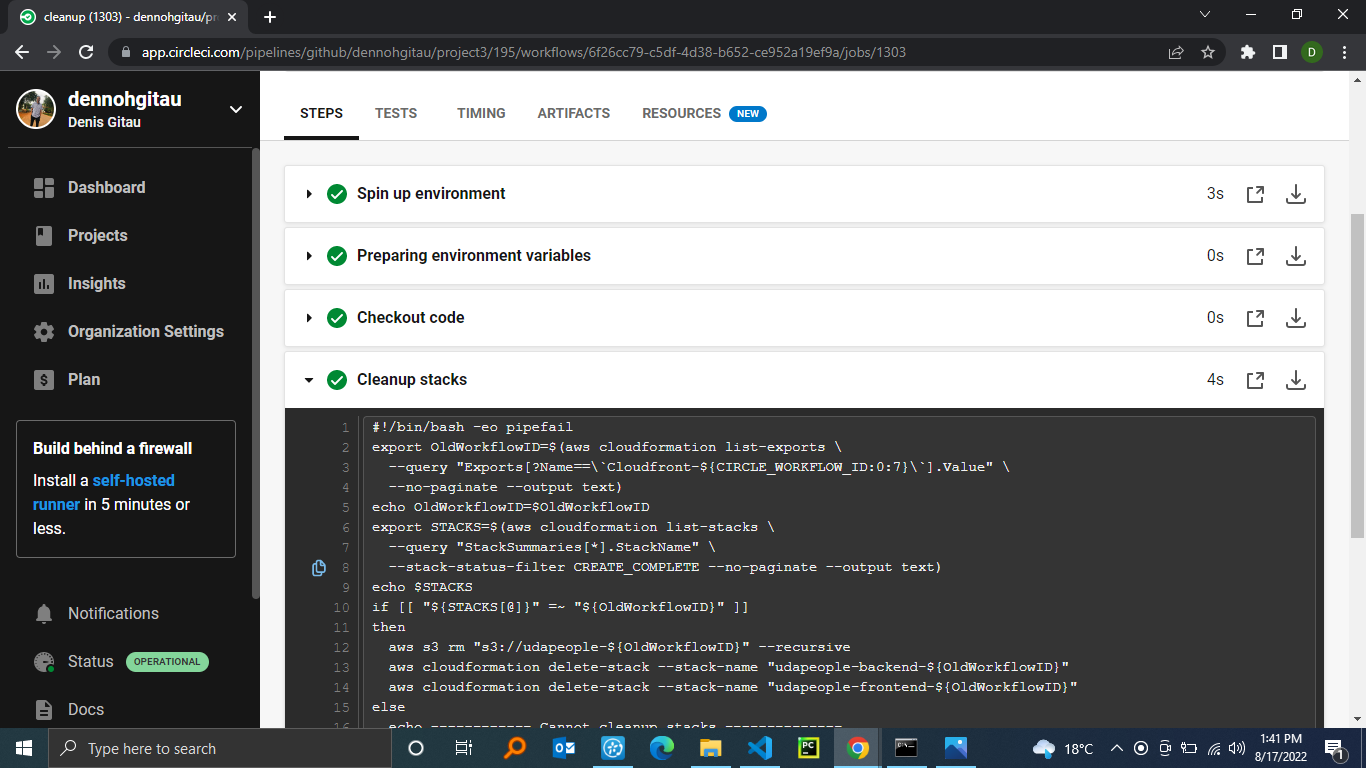 cleanup (1303) - dennohgitau/pr
app.circleci.com/pipelines/github/dennohgitau/project3/195/workflows/6f26cc79-c5df-4d38-b652-ce952a19ef9a/jobs/1303
D
dennohgitau
Denis Gitau
STEPS TESTS TIMING ARTIFACTS RESOURCES NEW
Dashboard
Projects
Insights
Organization Settings
Plan
Build behind a firewall
Install a self-hosted
runner in 5 minutes or
less.
Notifications
Status OPERATIONAL
Docs
Spin up environment 3s
Preparing environment variables 0s
Checkout code 0s
Cleanup stacks 4s
1 #!/bin/bash -eo pipefail
2 export OldWorkflowID=$(aws cloudformation list-exports \
3   --query "Exports[?Name==\`Cloudfront-${CIRCLE_WORKFLOW_ID:0:7}\`].Value" \
4   --no-paginate --output text)
5 echo OldWorkflowID=$OldWorkflowID
6 export STACKS=$(aws cloudformation list-stacks \
7   --query "StackSummaries[*].StackName" \
8   --stack-status-filter CREATE_COMPLETE --no-paginate --output text)
9 echo $STACKS
10 if [[ "${STACKS[@]}" =~ "${OldWorkflowID}" ]]
11 then
12   aws s3 rm "s3://udapeople-${OldWorkflowID}" --recursive
13   aws cloudformation delete-stack --stack-name "udapeople-backend-${OldWorkflowID}"
14   aws cloudformation delete-stack --stack-name "udapeople-frontend-${OldWorkflowID}"
15 else
16   echo ------------ Cannot cleanup stacks --------------
Type here to search
PC
18°C
1:41 PM
8/17/2022
1